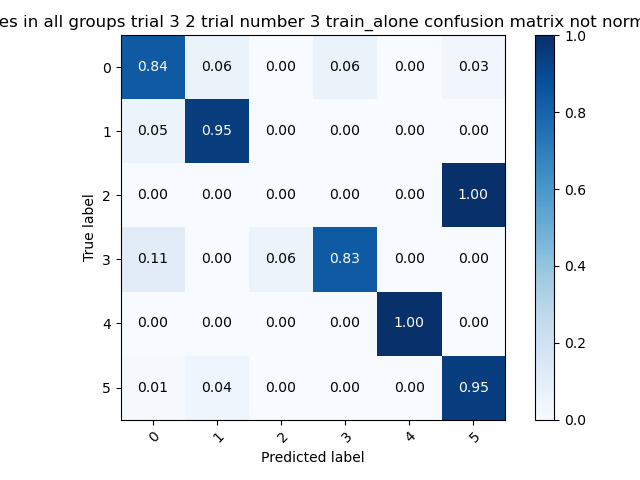 es in all groups trial 3 2 trial number 3 train_alone confusion matrix not norm
0 0.84 0.06 0.00 0.06 0.00 0.03
1 0.05 0.95 0.00 0.00 0.00 0.00
2 0.00 0.00 0.00 0.00 0.00 1.00
3 0.11 0.00 0.06 0.83 0.00 0.00
4 0.00 0.00 0.00 0.00 1.00 0.00
5 0.01 0.04 0.00 0.00 0.00 0.95
0 1 2 3 4 5
True label
Predicted label
1.0
0.8
0.6
0.4
0.2
0.0